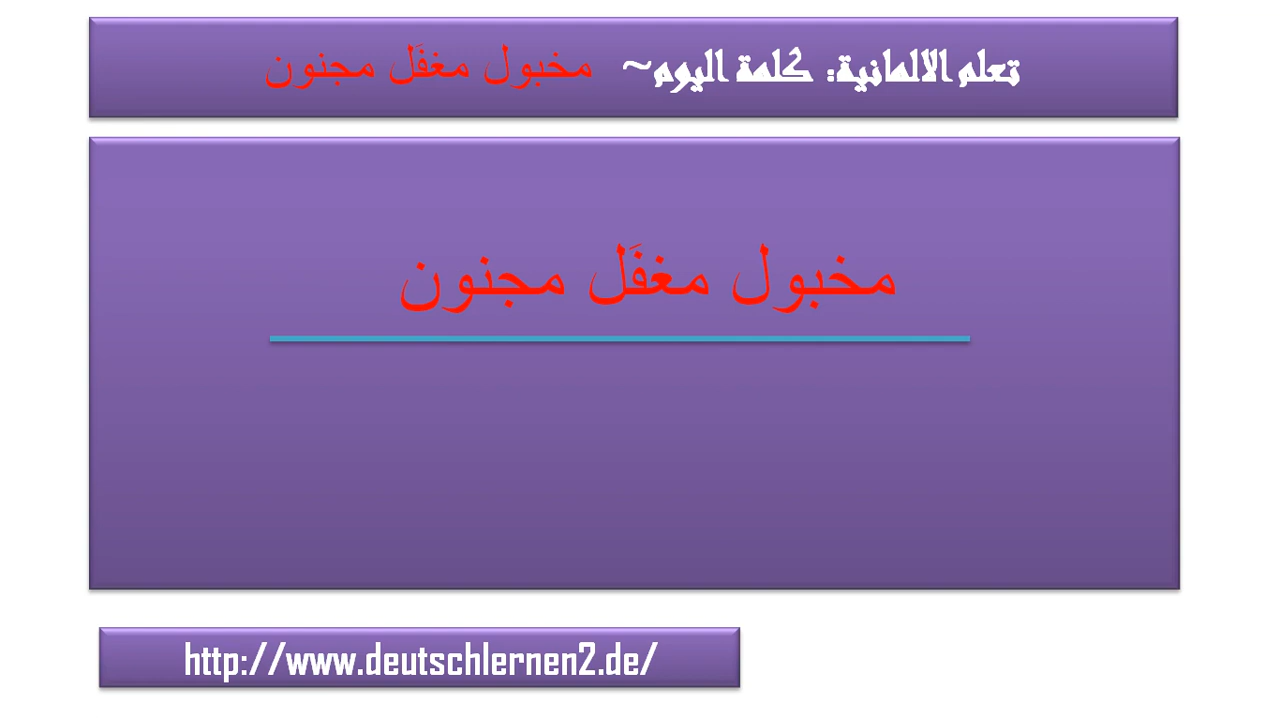 تعلم الالمانية: كلمة اليوم~ مخبول مغفَل مجنون
مخبول مغفَل مجنون
http://www.deutschlernen2.de/